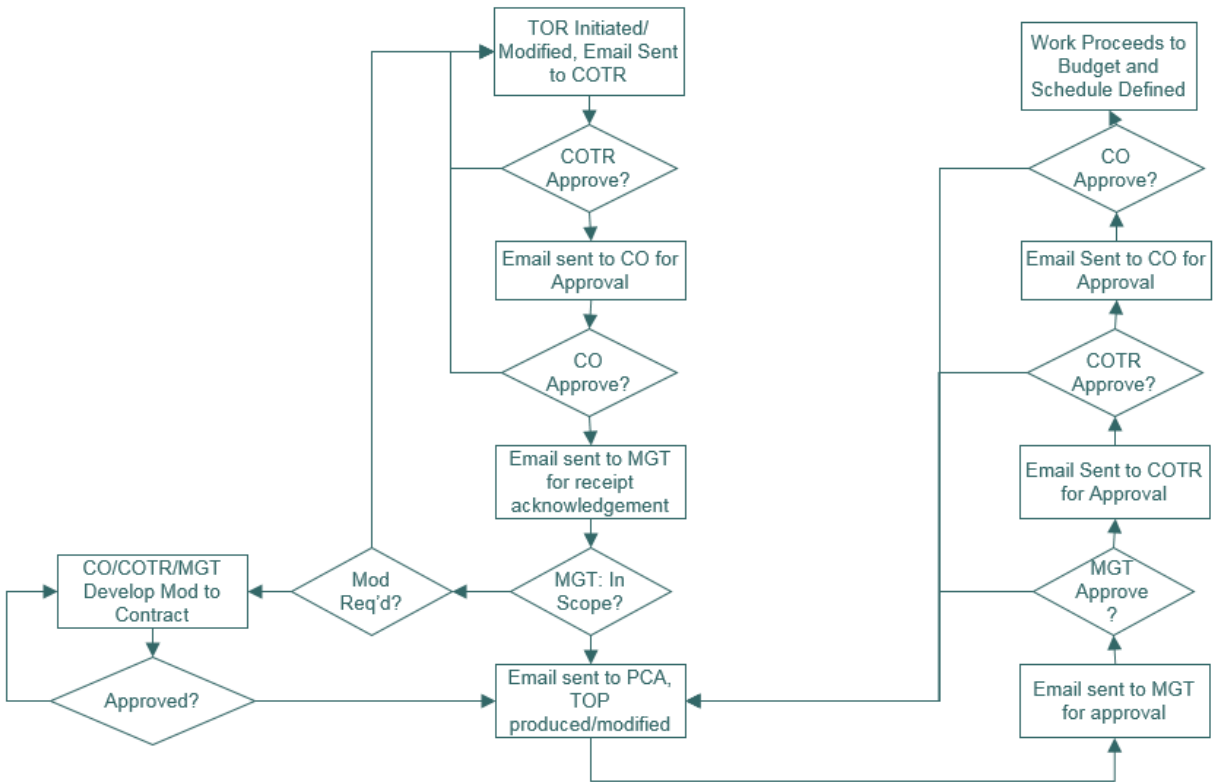 TOR Initiated/
Modified, Email Sent
to COTR
COTR
Approve?
Email sent to CO for
Approval
CO
Approve?
Email sent to MGT
for receipt
acknowledgement
MGT: In
Scope?
Mod
Req'd?
CO/COTR/MGT
Develop Mod to
Contract
Approved?
Email sent to PCA,
TOP
produced/modified
Email sent to MGT
for approval
MGT
Approve
?
Email Sent to COTR
for Approval
COTR
Approve?
Email Sent to CO for
Approval
CO
Approve?
Work Proceeds to
Budget and
Schedule Defined